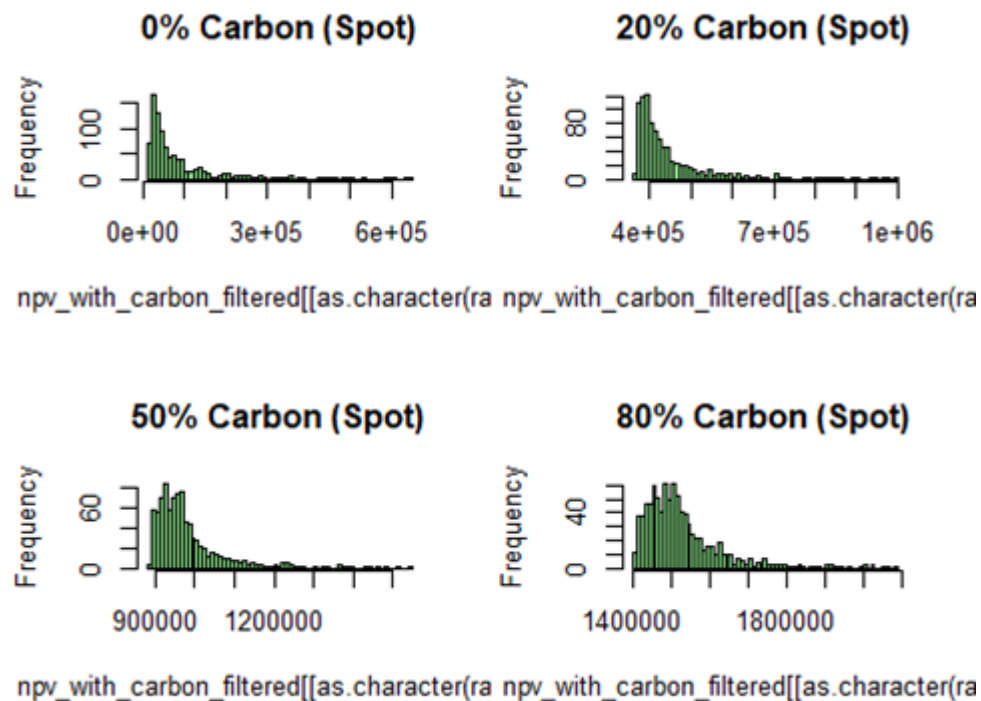 0% Carbon (Spot)
Frequency
100
0
0e+00 3e+05 6e+05
npv_with_carbon_filtered[[as.character(ra
20% Carbon (Spot)
Frequency
80
0
4e+05 7e+05 1e+06
npv_with_carbon_filtered[[as.character(ra
50% Carbon (Spot)
Frequency
60
0
900000 1200000
npv_with_carbon_filtered[[as.character(ra
80% Carbon (Spot)
Frequency
40
0
1400000 1800000
npv_with_carbon_filtered[[as.character(ra